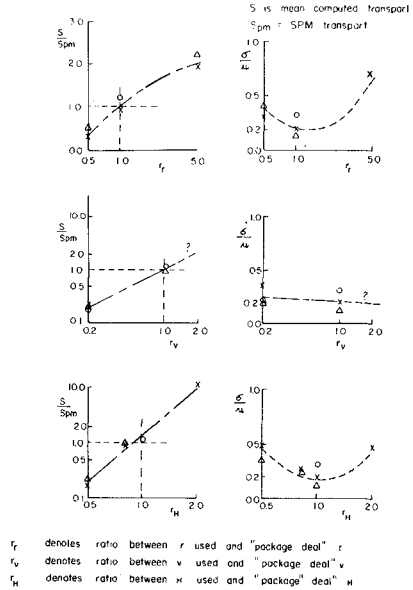 S is mean computed transport
Spm = SPM transport
S
Spm
3.0
2.0
1.0
0.0
0.5
1.0
5.0
rr
σ
μ
1.0
0.5
0.2
0.0
0.5
1.0
5.0
rr
S
Spm
10.0
2.0
1.0
0.5
0.1
?
0.2
1.0
2.0
rv
σ
μ
1.0
0.5
0.2
0.0
?
0.2
1.0
2.0
rv
S
Spm
10.0
2.0
1.0
0.5
0.1
0.5
1.0
2.0
rH
σ
μ
1.0
0.5
0.2
0.0
0.5
1.0
2.0
rH
rr denotes ratio between r used and "package deal" r
rv denotes ratio between v used and "package deal" v
rH denotes ratio between H used and "package" deal" H